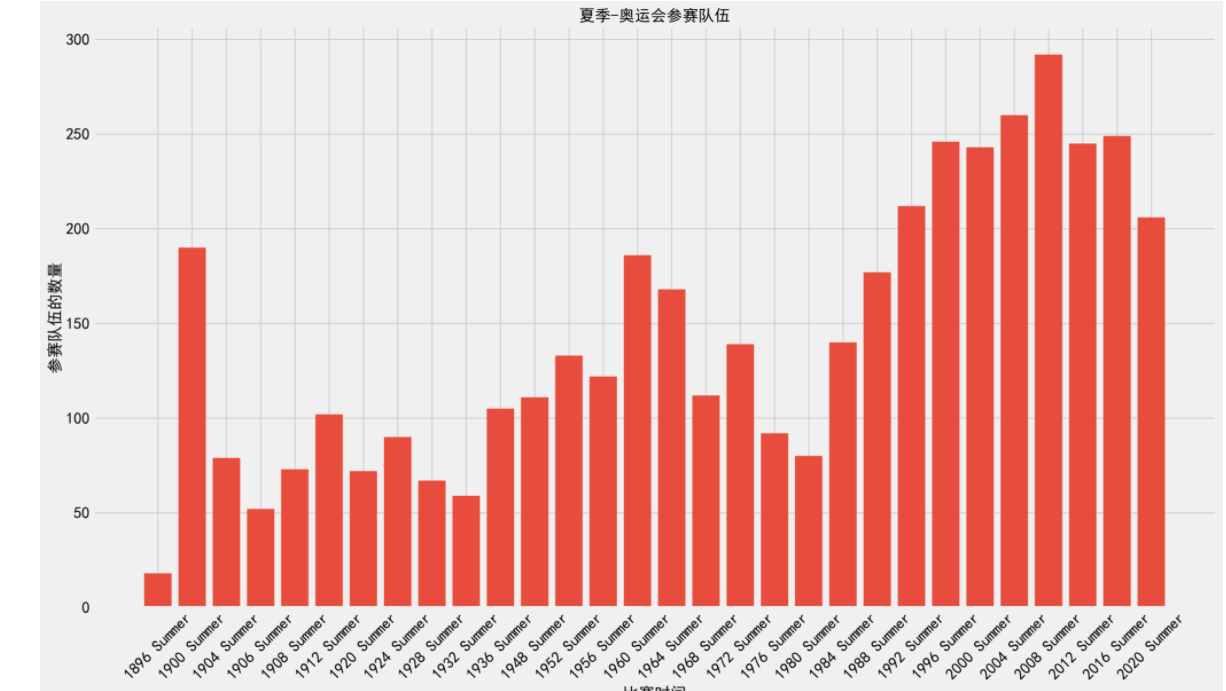 夏季-奥运会参赛队伍
300
250
200
150
100
50
0
参赛队伍的数量
1896 Summer
1900 Summer
1904 Summer
1906 Summer
1908 Summer
1912 Summer
1920 Summer
1924 Summer
1928 Summer
1932 Summer
1936 Summer
1948 Summer
1952 Summer
1956 Summer
1960 Summer
1964 Summer
1968 Summer
1972 Summer
1976 Summer
1980 Summer
1984 Summer
1988 Summer
1992 Summer
1996 Summer
2000 Summer
2004 Summer
2008 Summer
2012 Summer
2016 Summer
2020 Summer
比赛时间